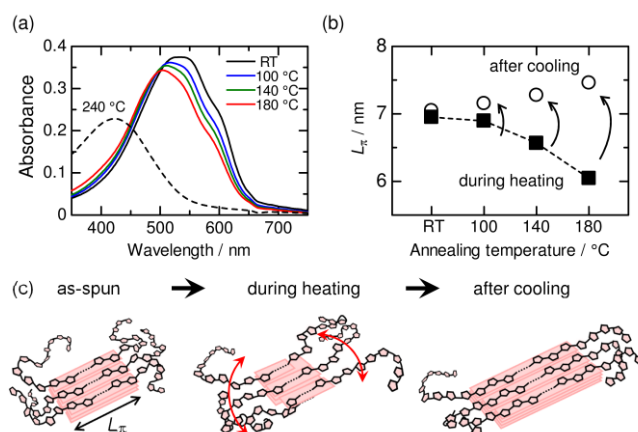 (a)
0.4
0.3
0.2
0.1
0
Absorbance
RT
100 °C
140 °C
180 °C
240 °C
400 500 600 700
Wavelength / nm
(b)
8
7
6
5
Lπ / nm
after cooling
during heating
RT 100 140 180
Annealing temperature / °C
(c) as-spun during heating after cooling
Lπ